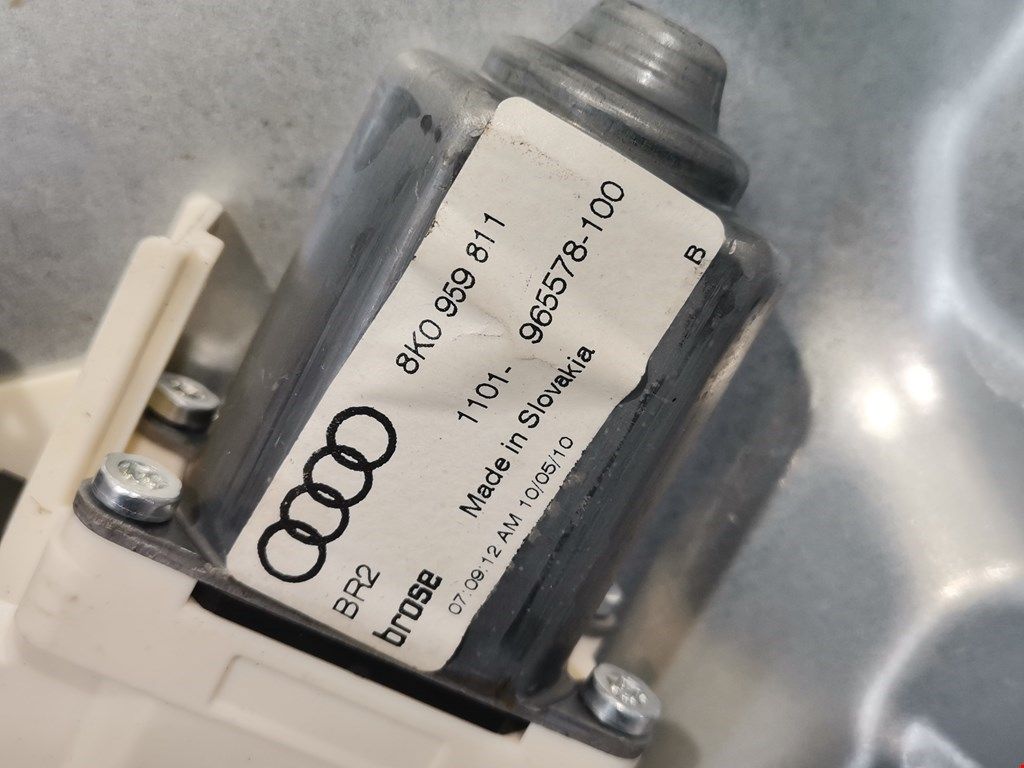 8K0 959 811
1101- 965578-100
B
Made in Slovakia
BR2
brose
07:09:12 AM 10/05/10